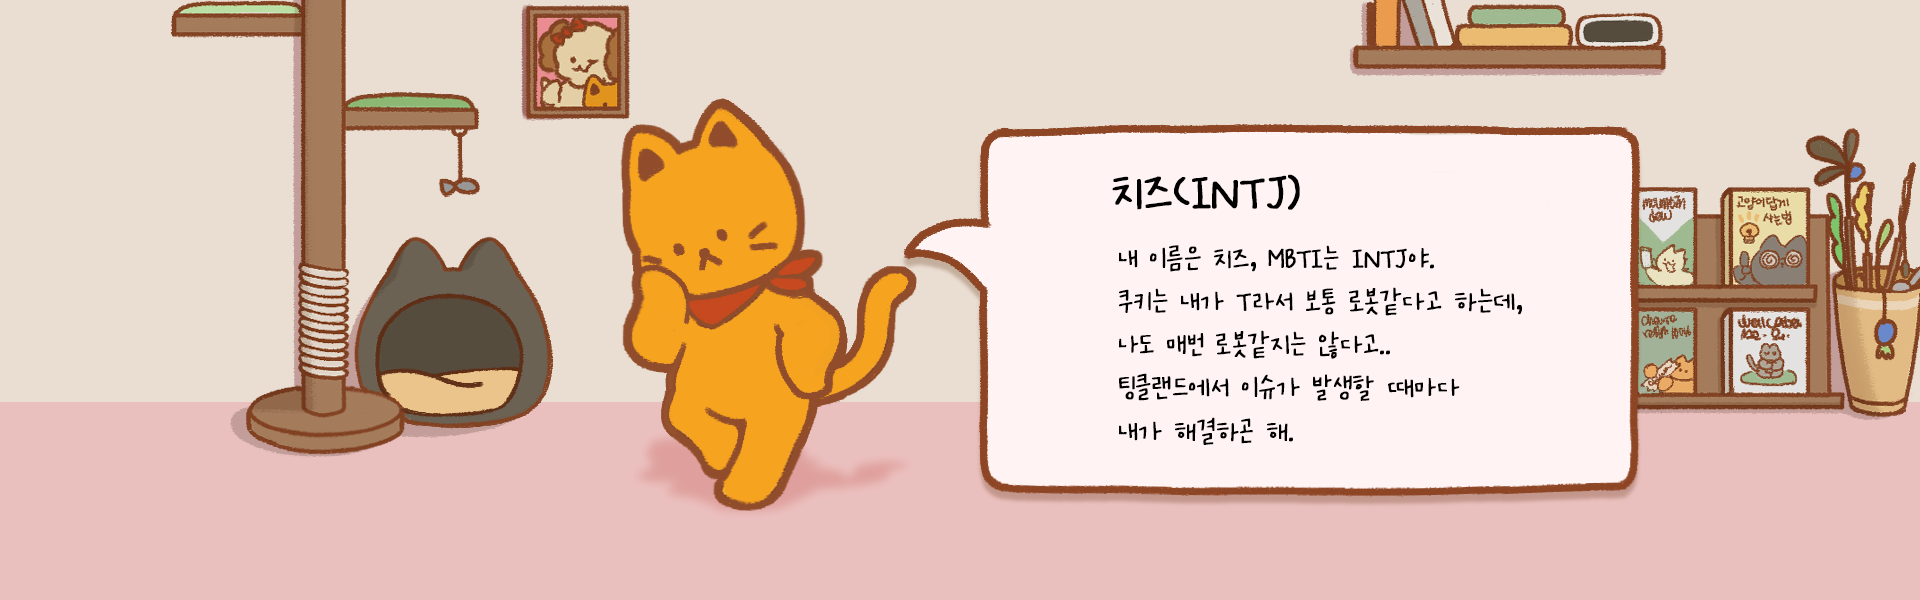 치즈(INTJ)
내 이름은 치즈, MBTI는 INTJ야.
쿠키는 내가 T라서 보통 로봇같다고 하는데,
나도 매번 로봇같지는 않다고..
팅클랜드에서 이슈가 발생할 때마다
내가 해결하곤 해.
고양이답게
사는법